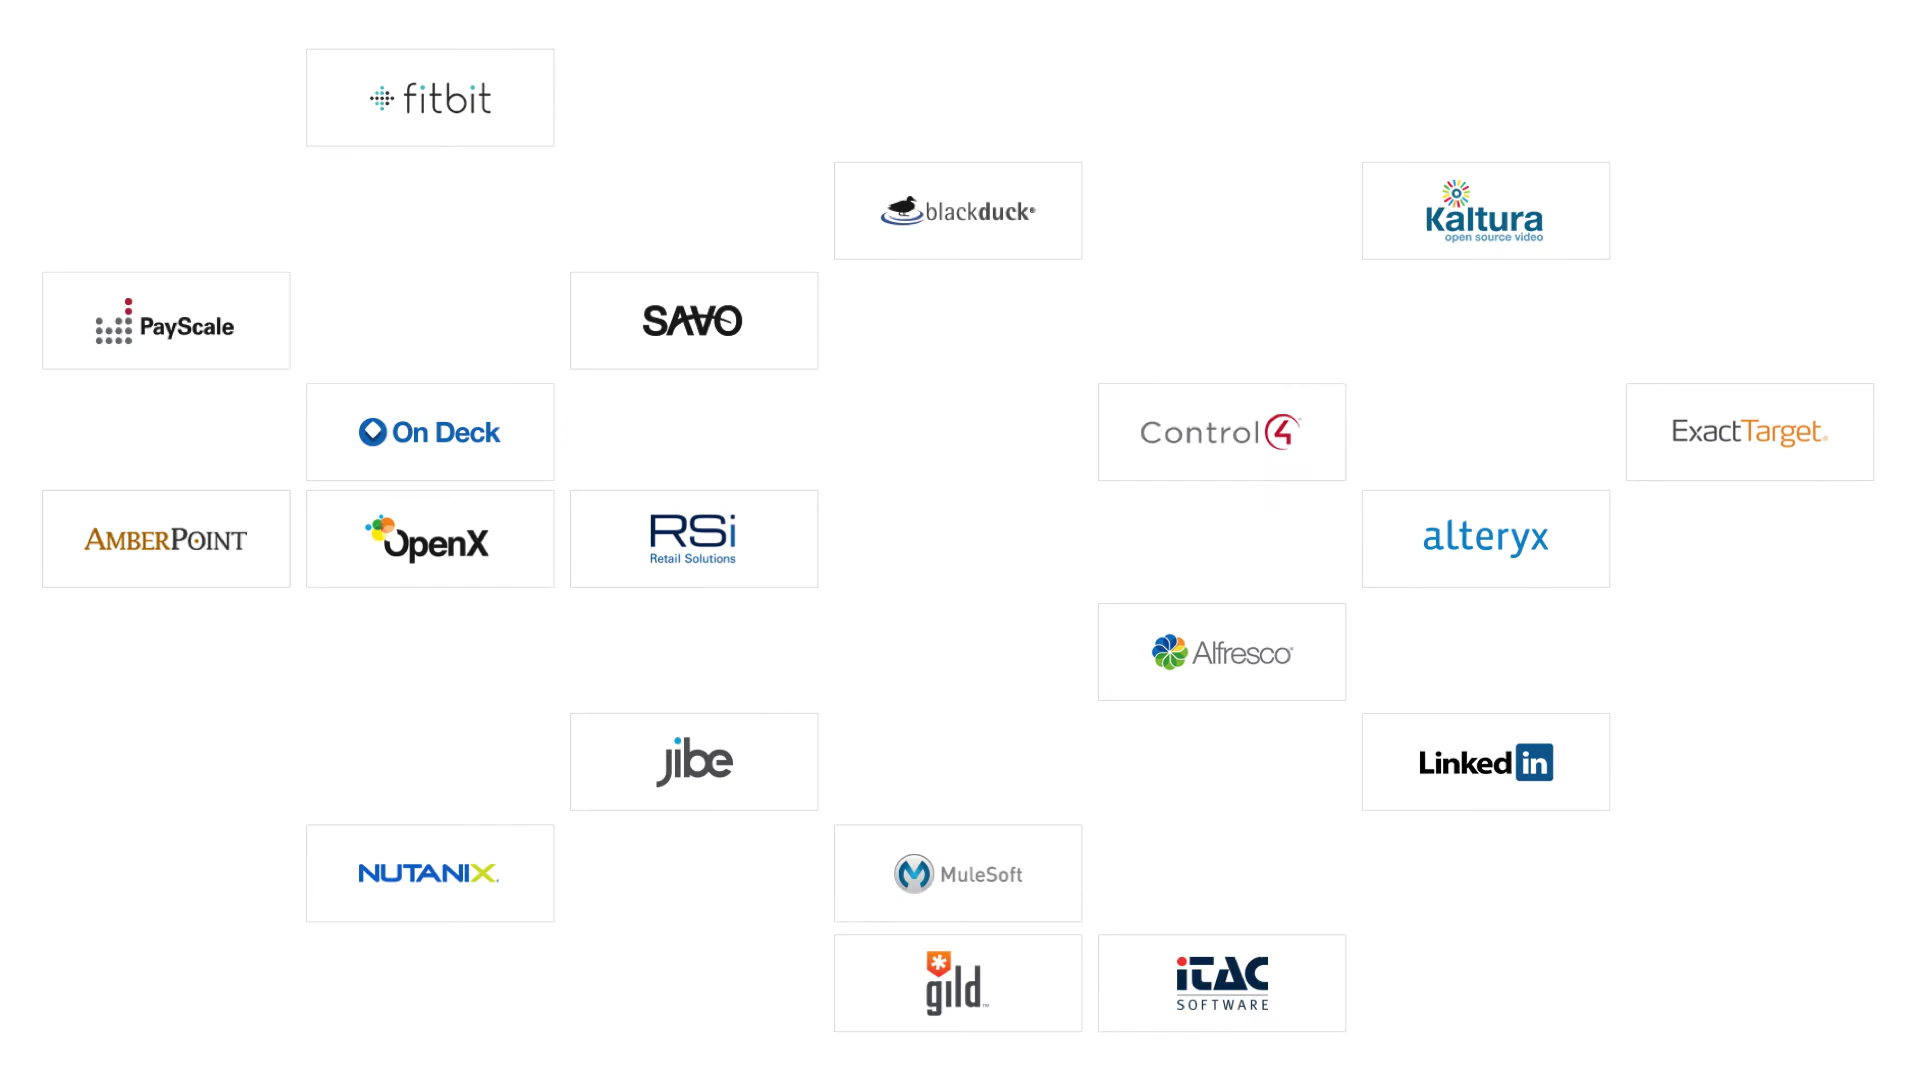 fitbit
blackduck®
Kaltura
open source video
PayScale
SAVO
On Deck
Control4
ExactTarget®
AMBERPOINT
OpenX
RSi
Retail Solutions
alteryx
Alfresco®
jibe
Linked in
NUTANIX
M MuleSoft
gild™
iTAC
SOFTWARE